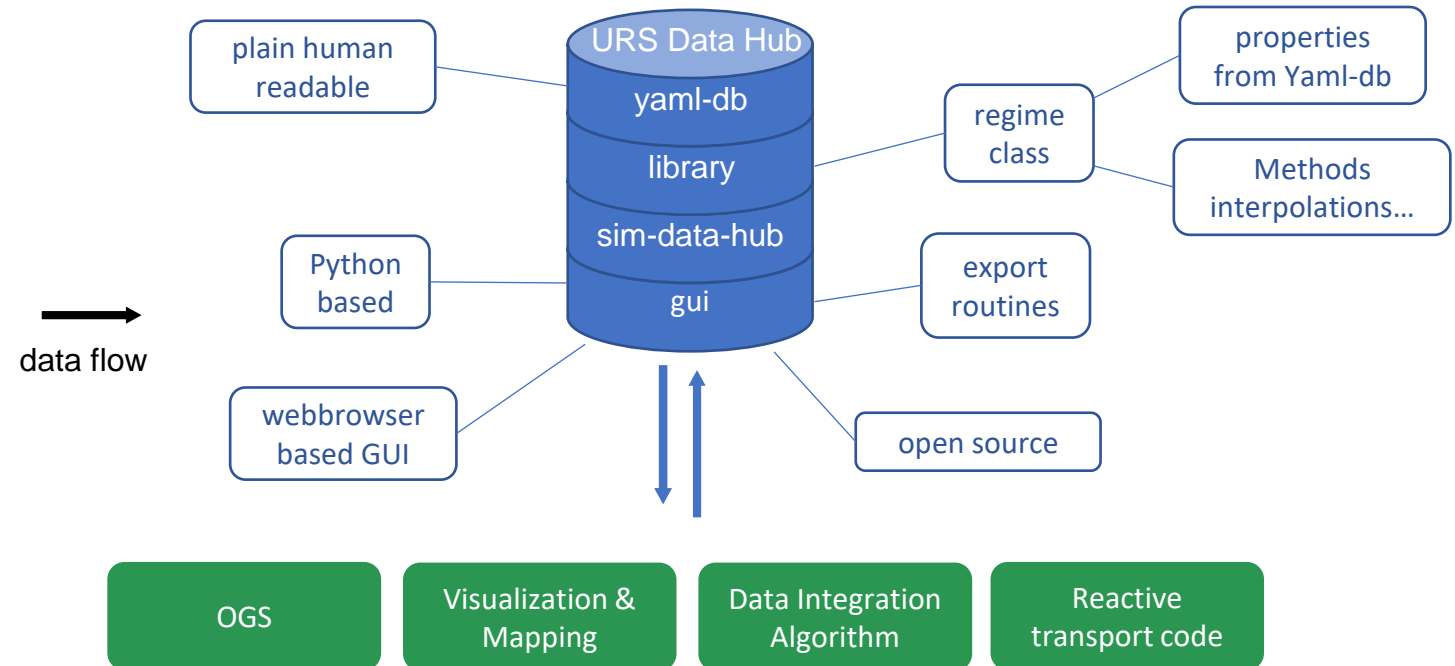 plain human
readable
URS Data Hub
yaml-db
library
sim-data-hub
gui
properties
from Yaml-db
regime
class
Methods
interpolations…
Python
based
export
routines
data flow
webbrowser
based GUI
open source
OGS
Visualization &
Mapping
Data Integration
Algorithm
Reactive
transport code